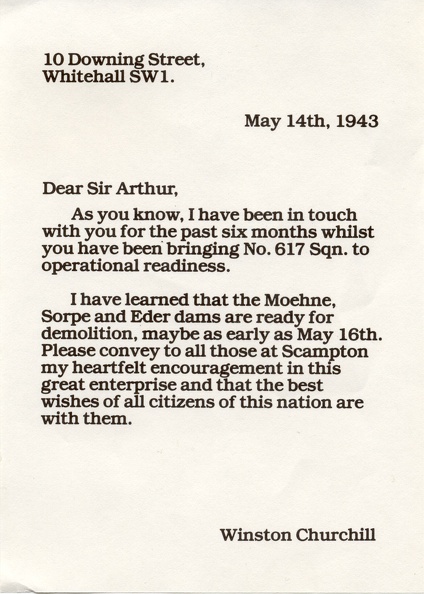 10 Downing Street,
Whitehall SW1.
May 14th, 1943
Dear Sir Arthur,
As you know, I have been in touch
with you for the past six months whilst
you have been bringing No. 617 Sqn. to
operational readiness.
I have learned that the Moehne,
Sorpe and Eder dams are ready for
demolition, maybe as early as May 16th.
Please convey to all those at Scampton
my heartfelt encouragement in this
great enterprise and that the best
wishes of all citizens of this nation are
with them.
Winston Churchill